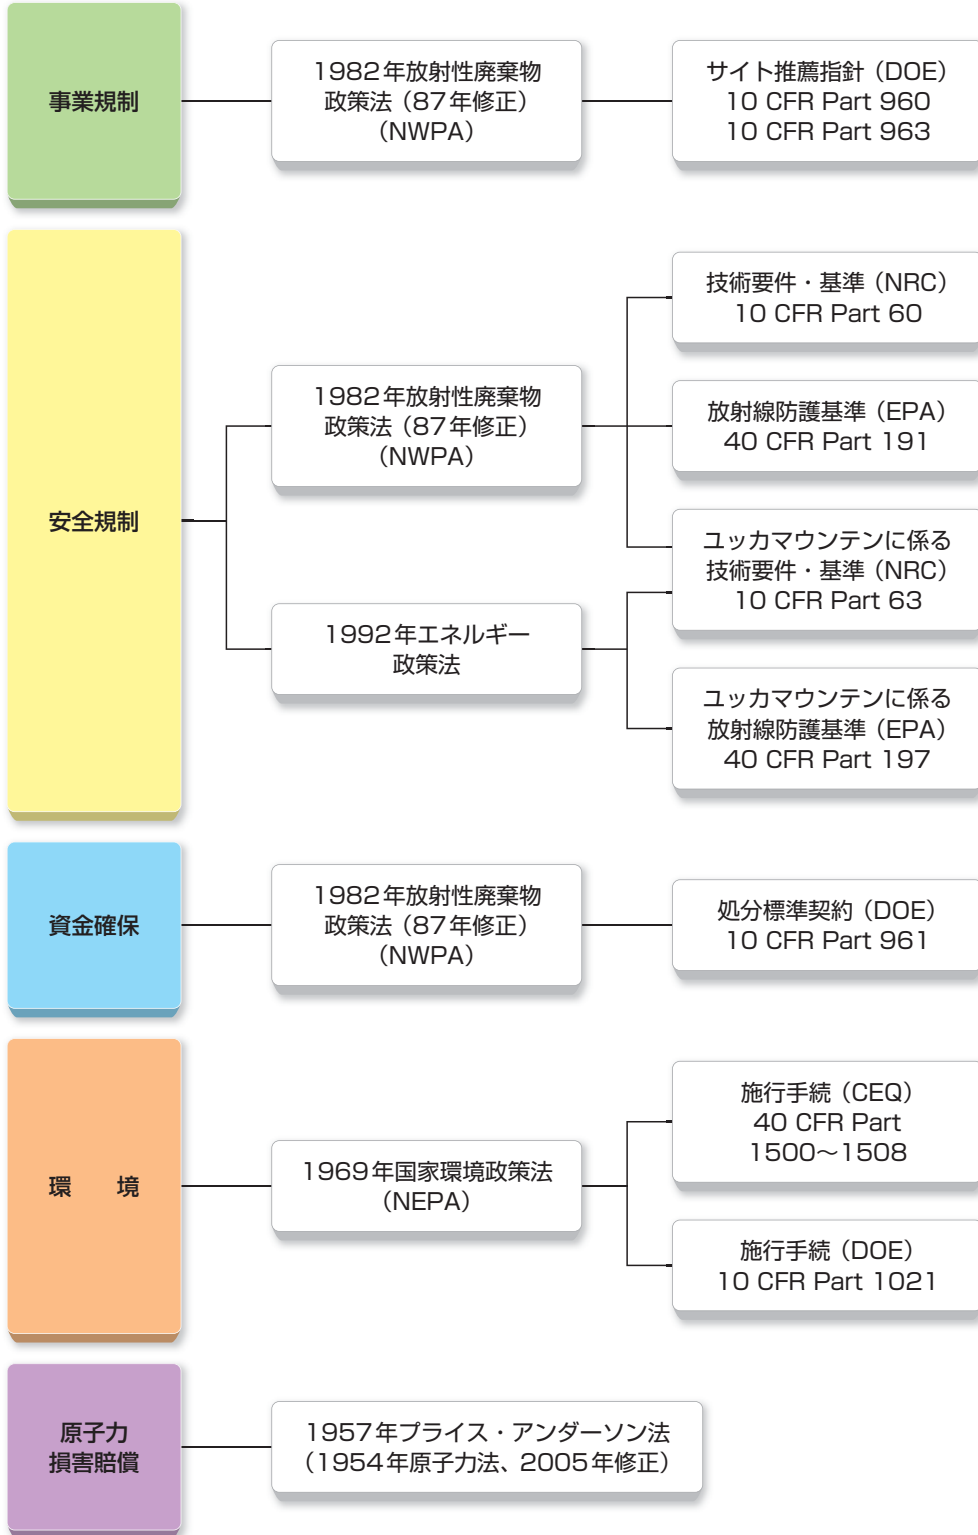 事業規制
1982年放射性廃棄物
政策法（87年修正）
（NWPA）
サイト推薦指針（DOE）
10 CFR Part 960
10 CFR Part 963
安全規制
1982年放射性廃棄物
政策法（87年修正）
（NWPA）
技術要件・基準（NRC）
10 CFR Part 60
放射線防護基準（EPA）
40 CFR Part 191
ユッカマウンテンに係る
技術要件・基準（NRC）
10 CFR Part 63
1992年エネルギー
政策法
ユッカマウンテンに係る
放射線防護基準（EPA）
40 CFR Part 197
資金確保
1982年放射性廃棄物
政策法（87年修正）
（NWPA）
処分標準契約（DOE）
10 CFR Part 961
環　　境
1969年国家環境政策法
（NEPA）
施行手続（CEQ）
40 CFR Part
1500〜1508
施行手続（DOE）
10 CFR Part 1021
原子力
損害賠償
1957年プライス・アンダーソン法
（1954年原子力法、2005年修正）